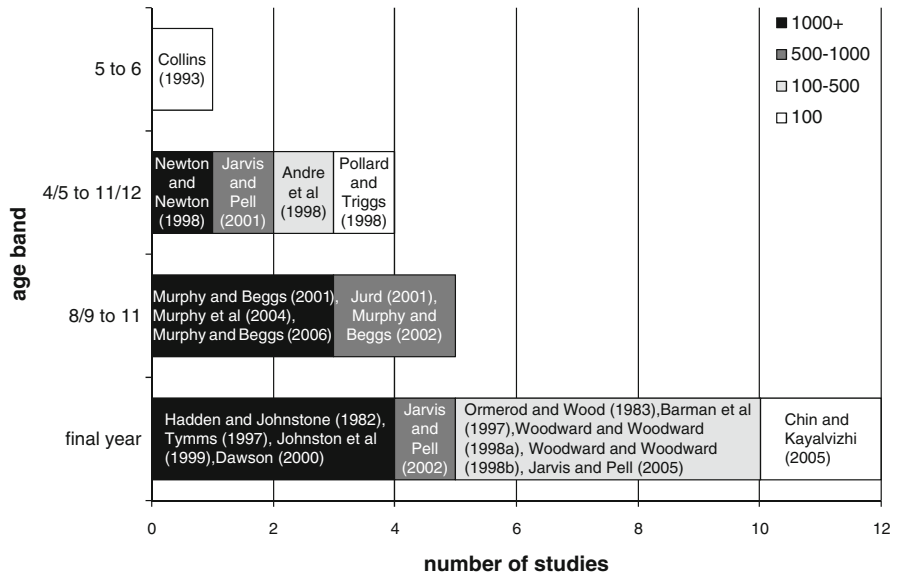 1000+
500-1000
100-500
100
age band
5 to 6
Collins
(1993)
4/5 to 11/12
Newton
and
Newton
(1998)
Jarvis
and
Pell
(2001)
Andre
et al
(1998)
Pollard
and
Triggs
(1998)
8/9 to 11
Murphy and Beggs (2001),
Murphy et al (2004),
Murphy and Beggs (2006)
Jurd (2001),
Murphy and
Beggs (2002)
final year
Hadden and Johnstone (1982),
Tymms (1997), Johnston et al
(1999),Dawson (2000)
Jarvis
and
Pell
(2002)
Ormerod and Wood (1983),Barman et al
(1997),Woodward and Woodward
(1998a), Woodward and Woodward
(1998b), Jarvis and Pell (2005)
Chin and
Kayalvizhi
(2005)
0 2 4 6 8 10 12
number of studies